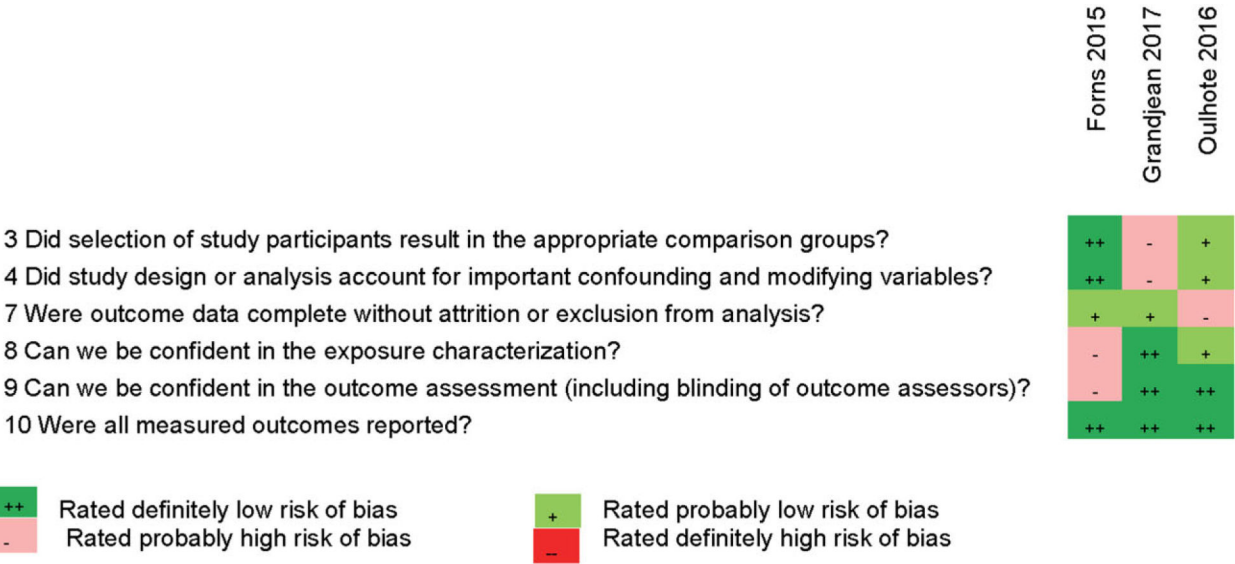 Forns 2015
Grandjean 2017
Oulhote 2016
3 Did selection of study participants result in the appropriate comparison groups? ++ - +
4 Did study design or analysis account for important confounding and modifying variables? ++ - +
7 Were outcome data complete without attrition or exclusion from analysis? + + -
8 Can we be confident in the exposure characterization? - ++ +
9 Can we be confident in the outcome assessment (including blinding of outcome assessors)? - ++ ++
10 Were all measured outcomes reported? ++ ++ ++
++ Rated definitely low risk of bias + Rated probably low risk of bias
- Rated probably high risk of bias -- Rated definitely high risk of bias